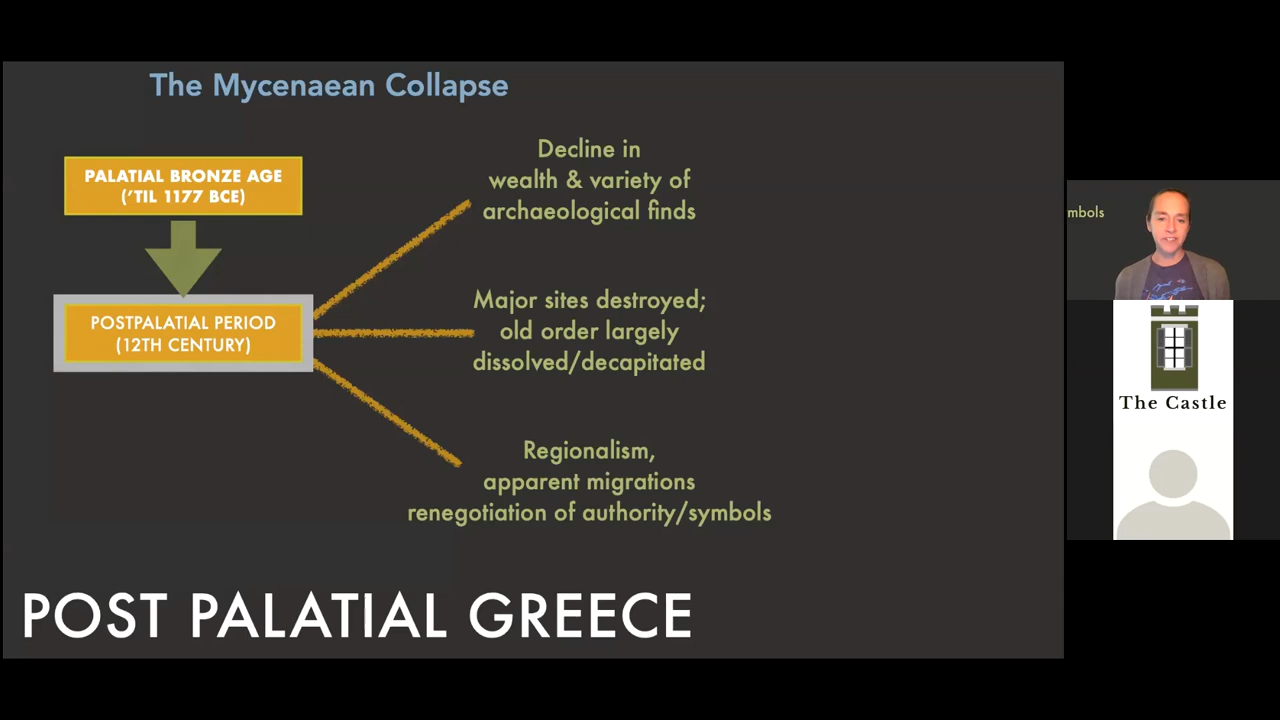 The Mycenaean Collapse
PALATIAL BRONZE AGE
('TIL 1177 BCE)
POSTPALATIAL PERIOD
(12TH CENTURY)
Decline in
wealth & variety of
archaeological finds
Major sites destroyed;
old order largely
dissolved/decapitated
Regionalism,
apparent migrations
renegotiation of authority/symbols
POST PALATIAL GREECE
mbols
The Castle